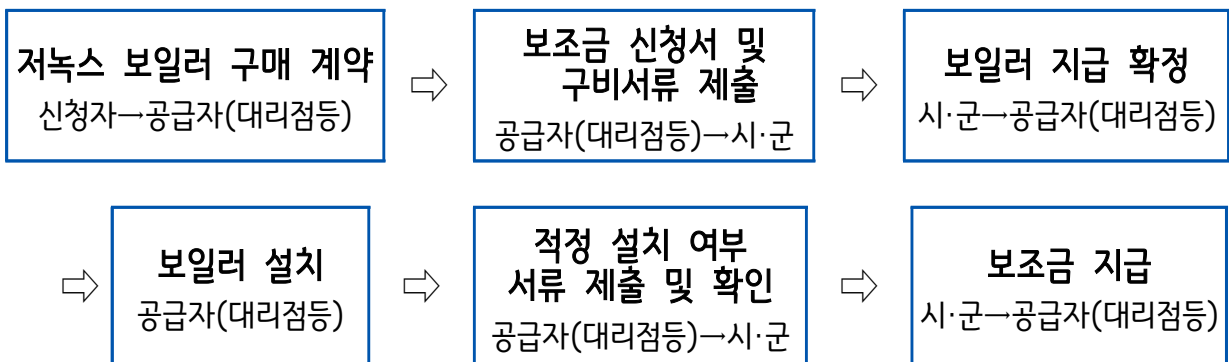 저녹스 보일러 구매 계약
신청자→공급자(대리점등)
⇨
보조금 신청서 및
구비서류 제출
공급자(대리점등)→시·군
⇨
보일러 지급 확정
시·군→공급자(대리점등)
⇨
보일러 설치
공급자(대리점등)
⇨
적정 설치 여부
서류 제출 및 확인
공급자(대리점등)→시·군
⇨
보조금 지급
시·군→공급자(대리점등)